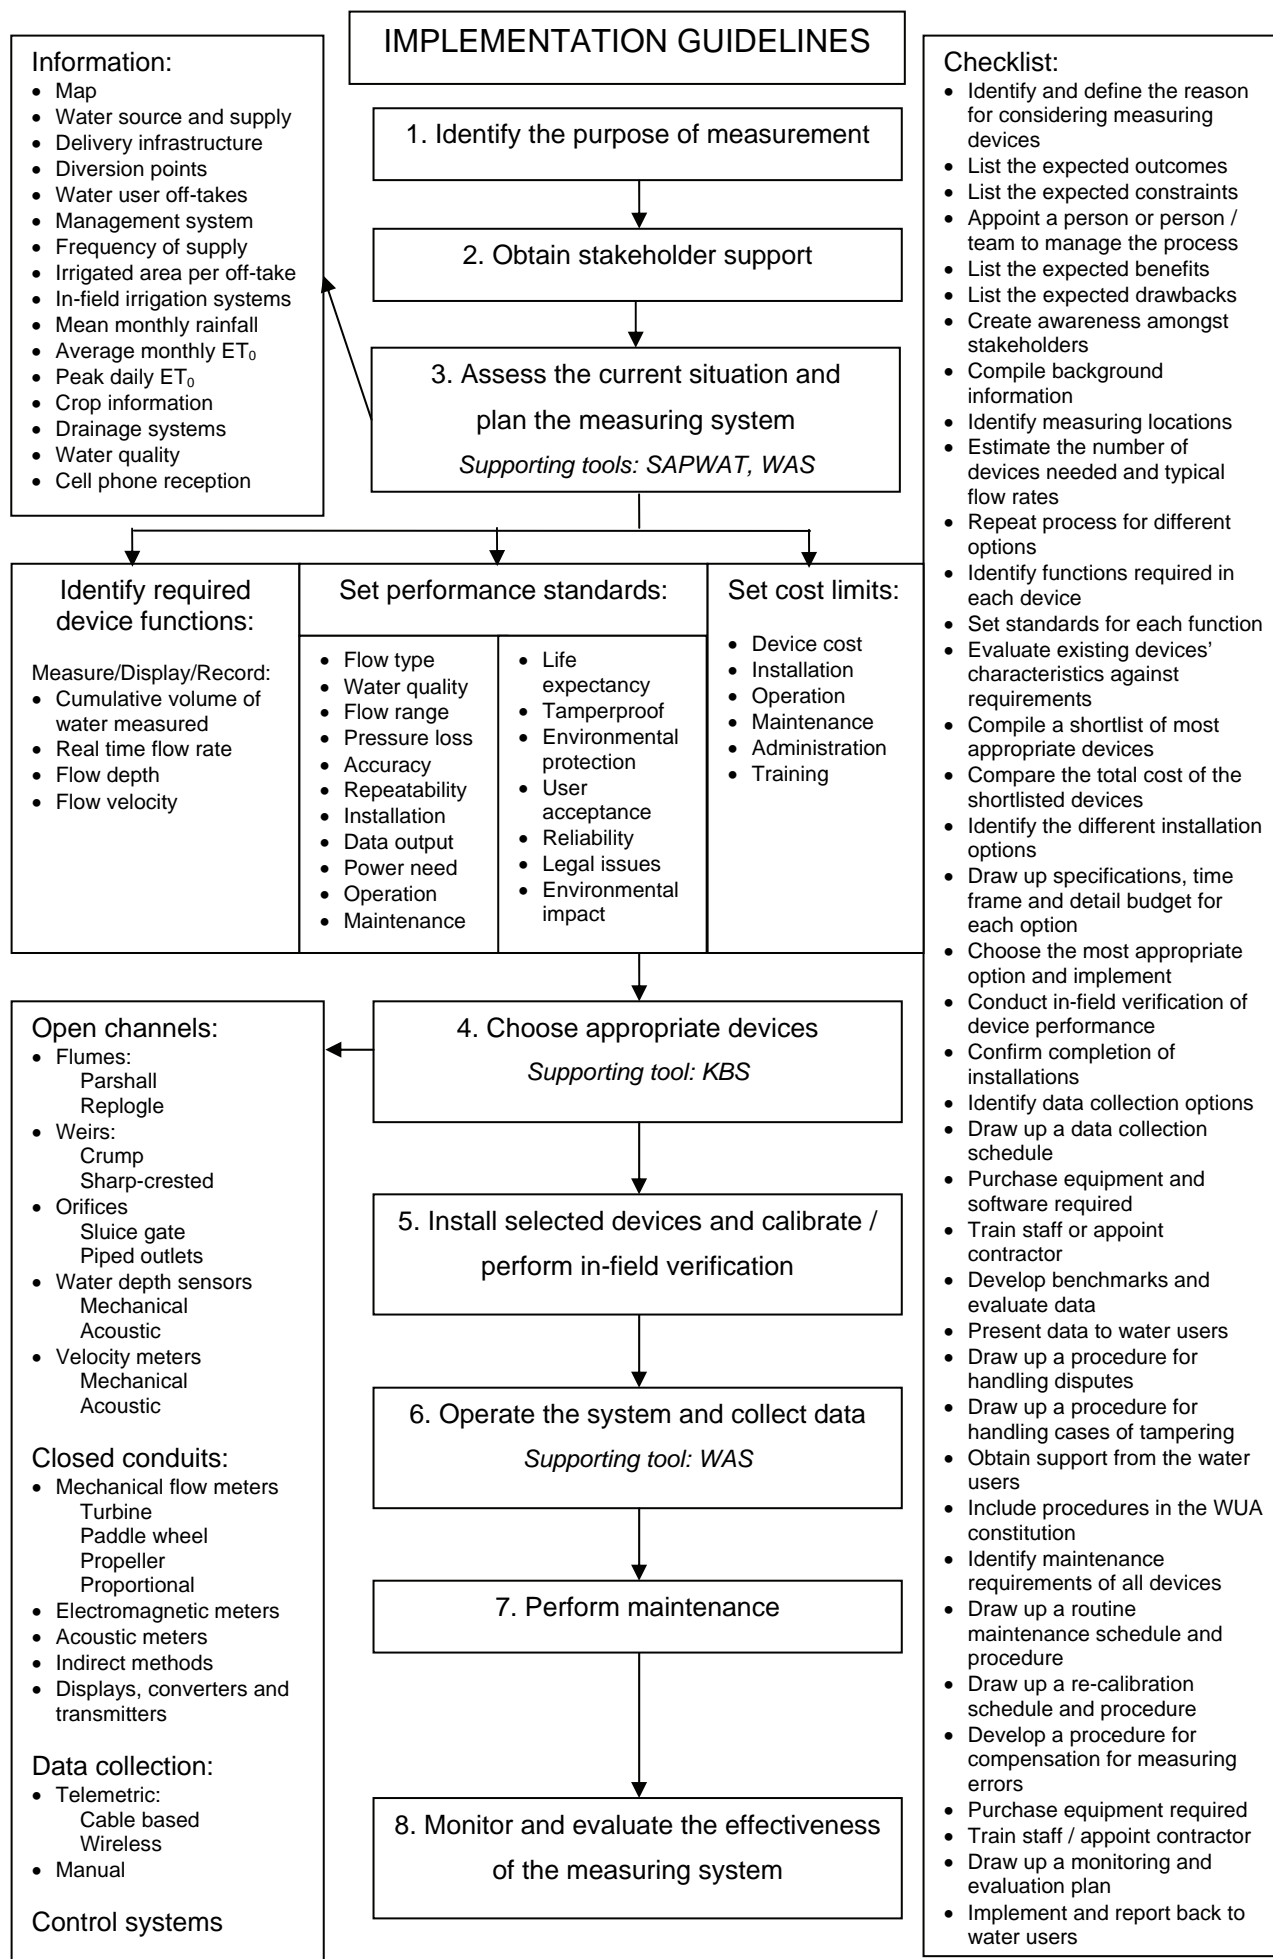 IMPLEMENTATION GUIDELINES
Information:
• Map
• Water source and supply
• Delivery infrastructure
• Diversion points
• Water user off-takes
• Management system
• Frequency of supply
• Irrigated area per off-take
• In-field irrigation systems
• Mean monthly rainfall
• Average monthly ET₀
• Peak daily ET₀
• Crop information
• Drainage systems
• Water quality
• Cell phone reception
1. Identify the purpose of measurement
2. Obtain stakeholder support
3. Assess the current situation and
plan the measuring system
Supporting tools: SAPWAT, WAS
Identify required
device functions:
Measure/Display/Record:
• Cumulative volume of
water measured
• Real time flow rate
• Flow depth
• Flow velocity
Set performance standards:
• Flow type
• Water quality
• Flow range
• Pressure loss
• Accuracy
• Repeatability
• Installation
• Data output
• Power need
• Operation
• Maintenance
• Life
expectancy
• Tamperproof
• Environmental
protection
• User
acceptance
• Reliability
• Legal issues
• Environmental
impact
Set cost limits:
• Device cost
• Installation
• Operation
• Maintenance
• Administration
• Training
4. Choose appropriate devices
Supporting tool: KBS
Open channels:
• Flumes:
Parshall
Replogle
• Weirs:
Crump
Sharp-crested
• Orifices
Sluice gate
Piped outlets
• Water depth sensors
Mechanical
Acoustic
• Velocity meters
Mechanical
Acoustic
Closed conduits:
• Mechanical flow meters
Turbine
Paddle wheel
Propeller
Proportional
• Electromagnetic meters
• Acoustic meters
• Indirect methods
• Displays, converters and
transmitters
Data collection:
• Telemetric:
Cable based
Wireless
• Manual
Control systems
5. Install selected devices and calibrate /
perform in-field verification
6. Operate the system and collect data
Supporting tool: WAS
7. Perform maintenance
8. Monitor and evaluate the effectiveness
of the measuring system
Checklist:
• Identify and define the reason
for considering measuring
devices
• List the expected outcomes
• List the expected constraints
• Appoint a person or person /
team to manage the process
• List the expected benefits
• List the expected drawbacks
• Create awareness amongst
stakeholders
• Compile background
information
• Identify measuring locations
• Estimate the number of
devices needed and typical
flow rates
• Repeat process for different
options
• Identify functions required in
each device
• Set standards for each function
• Evaluate existing devices’
characteristics against
requirements
• Compile a shortlist of most
appropriate devices
• Compare the total cost of the
shortlisted devices
• Identify the different installation
options
• Draw up specifications, time
frame and detail budget for
each option
• Choose the most appropriate
option and implement
• Conduct in-field verification of
device performance
• Confirm completion of
installations
• Identify data collection options
• Draw up a data collection
schedule
• Purchase equipment and
software required
• Train staff or appoint
contractor
• Develop benchmarks and
evaluate data
• Present data to water users
• Draw up a procedure for
handling disputes
• Draw up a procedure for
handling cases of tampering
• Obtain support from the water
users
• Include procedures in the WUA
constitution
• Identify maintenance
requirements of all devices
• Draw up a routine
maintenance schedule and
procedure
• Draw up a re-calibration
schedule and procedure
• Develop a procedure for
compensation for measuring
errors
• Purchase equipment required
• Train staff / appoint contractor
• Draw up a monitoring and
evaluation plan
• Implement and report back to
water users